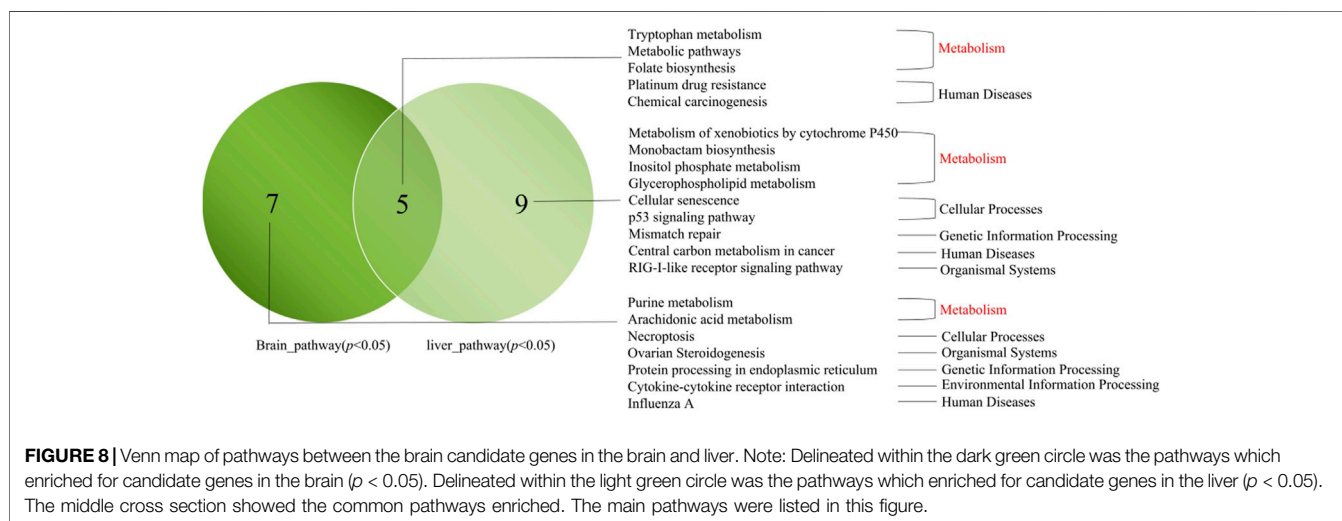 Tryptophan metabolism
Metabolic pathways
Folate biosynthesis
Metabolism
Platinum drug resistance
Chemical carcinogenesis
Human Diseases
Metabolism of xenobiotics by cytochrome P450
Monobactam biosynthesis
Inositol phosphate metabolism
Glycerophospholipid metabolism
Metabolism
Cellular senescence
p53 signaling pathway
Cellular Processes
Mismatch repair
Genetic Information Processing
Central carbon metabolism in cancer
Human Diseases
RIG-I-like receptor signaling pathway
Organismal Systems
7
5
9
Purine metabolism
Arachidonic acid metabolism
Metabolism
Necroptosis
Cellular Processes
Ovarian Steroidogenesis
Organismal Systems
Protein processing in endoplasmic reticulum
Genetic Information Processing
Cytokine-cytokine receptor interaction
Environmental Information Processing
Influenza A
Human Diseases
Brain_pathway(p<0.05)
liver_pathway(p<0.05)
FIGURE 8 | Venn map of pathways between the brain candidate genes in the brain and liver. Note: Delineated within the dark green circle was the pathways which
enriched for candidate genes in the brain (p < 0.05). Delineated within the light green circle was the pathways which enriched for candidate genes in the liver (p < 0.05).
The middle cross section showed the common pathways enriched. The main pathways were listed in this figure.